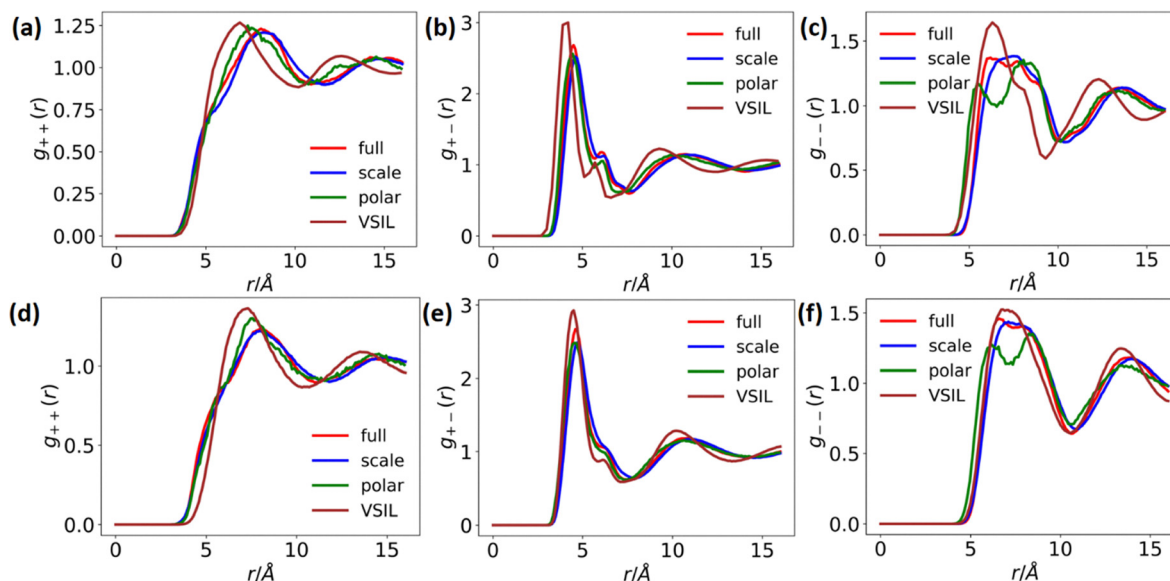 (a)
1.25
1.00
0.75
0.50
0.25
0.00
g++(r)
full
scale
polar
VSIL
0 5 10 15
r/Å
(b)
3
2
1
0
g+−(r)
full
scale
polar
VSIL
0 5 10 15
r/Å
(c)
1.5
1.0
0.5
0.0
g−−(r)
full
scale
polar
VSIL
0 5 10 15
r/Å
(d)
1.0
0.5
0.0
g++(r)
full
scale
polar
VSIL
0 5 10 15
r/Å
(e)
3
2
1
0
g+−(r)
full
scale
polar
VSIL
0 5 10 15
r/Å
(f)
1.5
1.0
0.5
0.0
g−−(r)
full
scale
polar
VSIL
0 5 10 15
r/Å